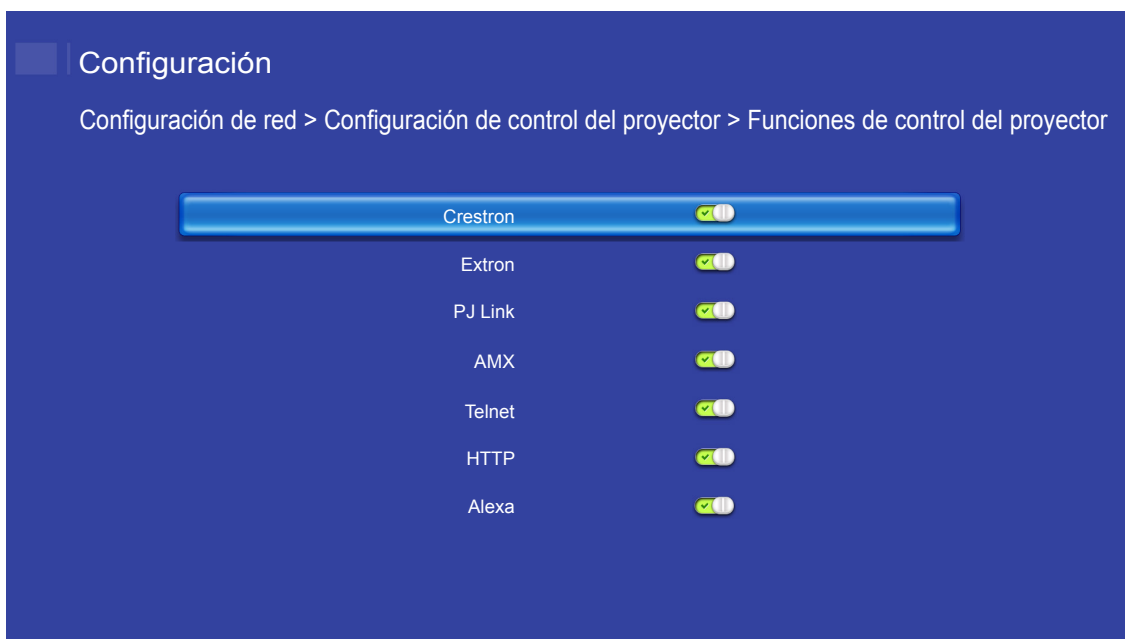 Configuración
Configuración de red > Configuración de control del proyector > Funciones de control del proyector
Crestron
Extron
PJ Link
AMX
Telnet
HTTP
Alexa